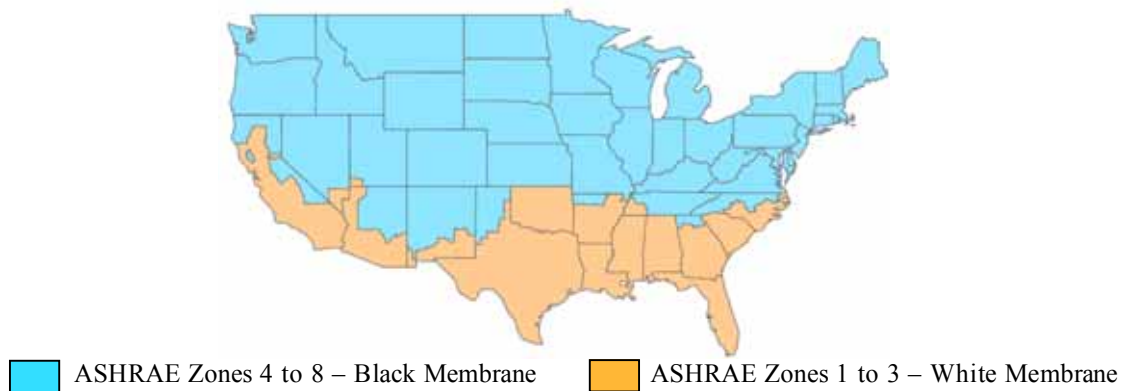 ASHRAE Zones 4 to 8 – Black Membrane ASHRAE Zones 1 to 3 – White Membrane